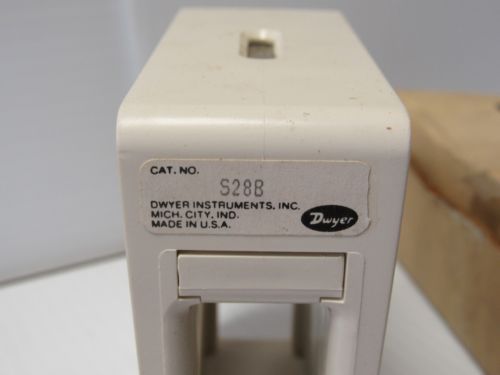 CAT. NO.
S28B
DWYER INSTRUMENTS, INC.
MICH. CITY, IND.
MADE IN U.S.A.
Dwyer